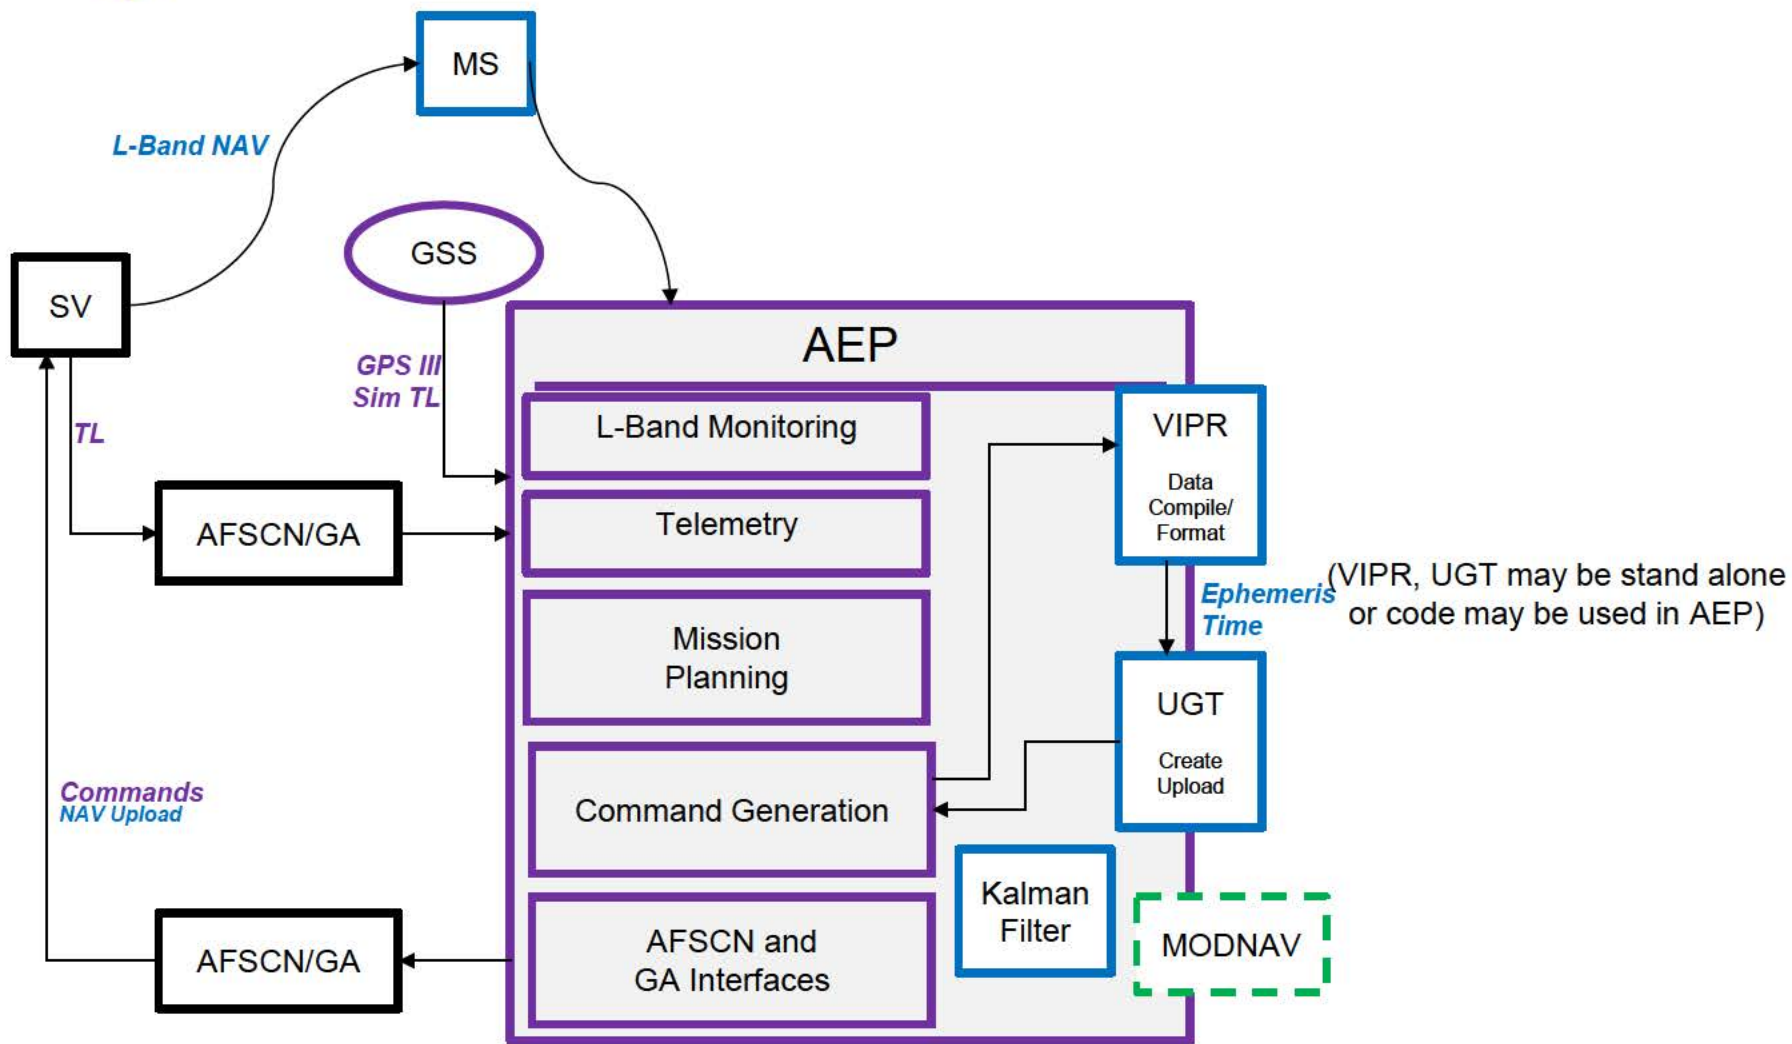 MS
L-Band NAV
GSS
SV
GPS III
Sim TL
TL
AFSCN/GA
AEP
L-Band Monitoring
Telemetry
Mission
Planning
Command Generation
AFSCN and
GA Interfaces
VIPR
Data
Compile/
Format
Ephemeris
Time
(VIPR, UGT may be stand alone
or code may be used in AEP)
UGT
Create
Upload
Kalman
Filter
MODNAV
Commands
NAV Upload
AFSCN/GA